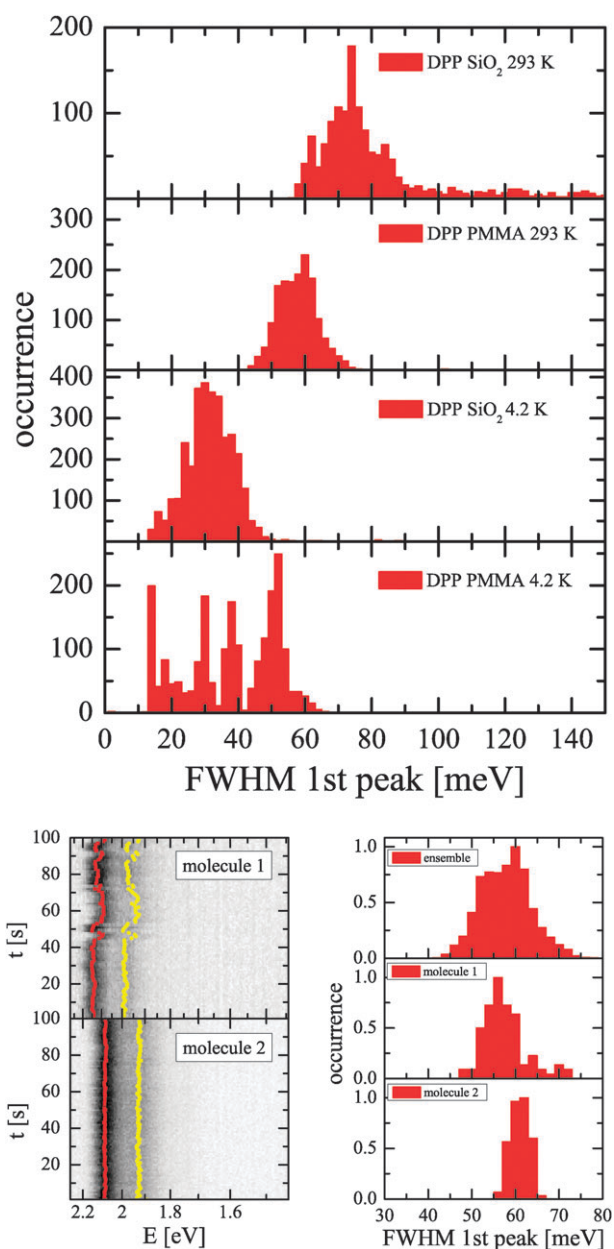 200
DPP SiO₂ 293 K
100
300
DPP PMMA 293 K
200
100
400
DPP SiO₂ 4.2 K
300
200
100
200
DPP PMMA 4.2 K
100
0
occurrence
0 20 40 60 80 100 120 140
FWHM 1st peak [meV]
100
molecule 1
80
60
40
20
t [s]
100
molecule 2
80
60
40
20
t [s]
2.2 2 1.8 1.6
E [eV]
1.0
ensemble
0.5
0.0
1.0
molecule 1
0.5
0.0
1.0
molecule 2
0.5
0.0
occurrence
30 40 50 60 70 80
FWHM 1st peak [meV]